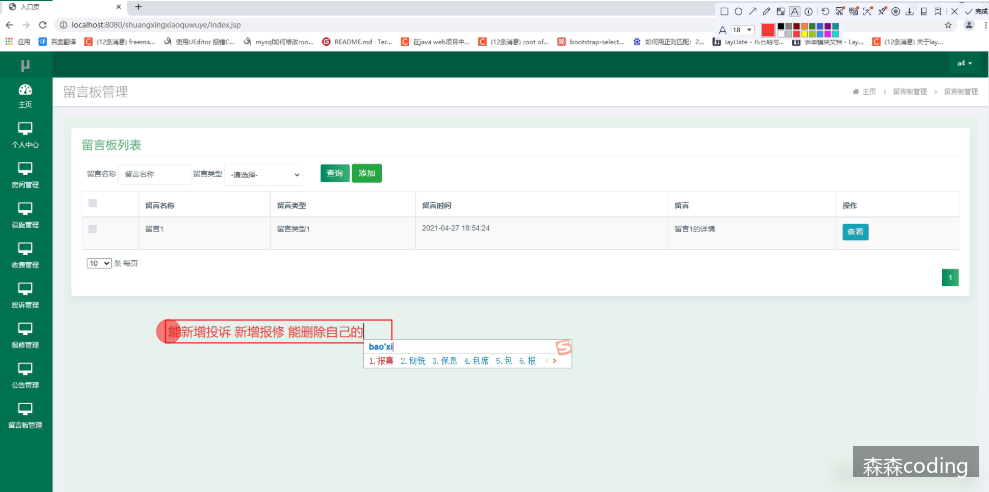 入口页
localhost:8080/shuangxingxiaoquwuye/index.jsp
18
完成
应用
百度翻译
(12条消息) freema...
使用UEditor 报错C...
mysql如何修改roo...
README.md · Ter...
在java web项目中...
(12条消息) root of...
bootstrap-select...
如何用正则匹配：2...
layDate - JS日期与...
表单模块文档 - Lay...
(12条消息) 关于lay...
μ
a4
主页
个人中心
房间管理
设施管理
收费管理
投诉管理
报修管理
公告管理
留言板管理
留言板管理
主页 > 留言板管理 > 留言板管理
留言板列表
留言名称 留言名称 留言类型 -请选择- 查询 添加
留言名称 留言类型 留言时间 留言 操作
留言1 留言类型1 2021-04-27 18:54:24 留言1的详情 查看
10 条 每页
1
能新增投诉 新增报修 能删除自己的
bao'xi
1.报喜 2.刨铣 3.保息 4.包席 5.包 6.报
森森coding